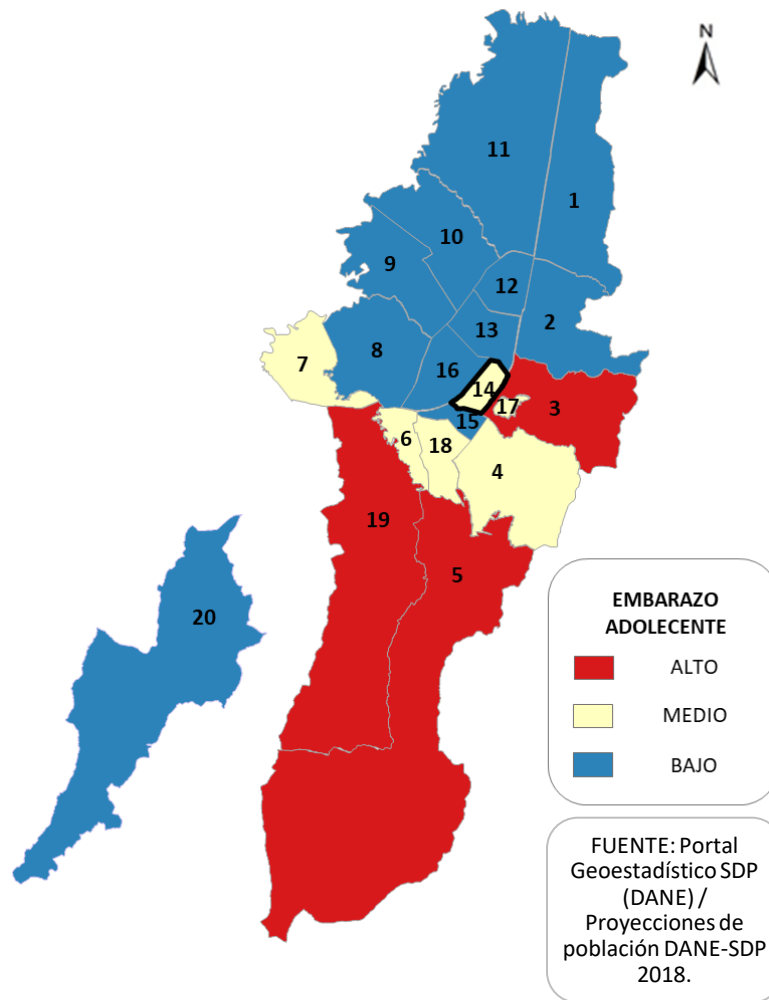 N
11
1
10
9
12
2
13
8
16
7
14
3
17
15
6
18
4
19
5
20
EMBARAZO
ADOLECENTE
ALTO
MEDIO
BAJO
FUENTE: Portal
Geoestadístico SDP
(DANE) /
Proyecciones de
población DANE-SDP
2018.